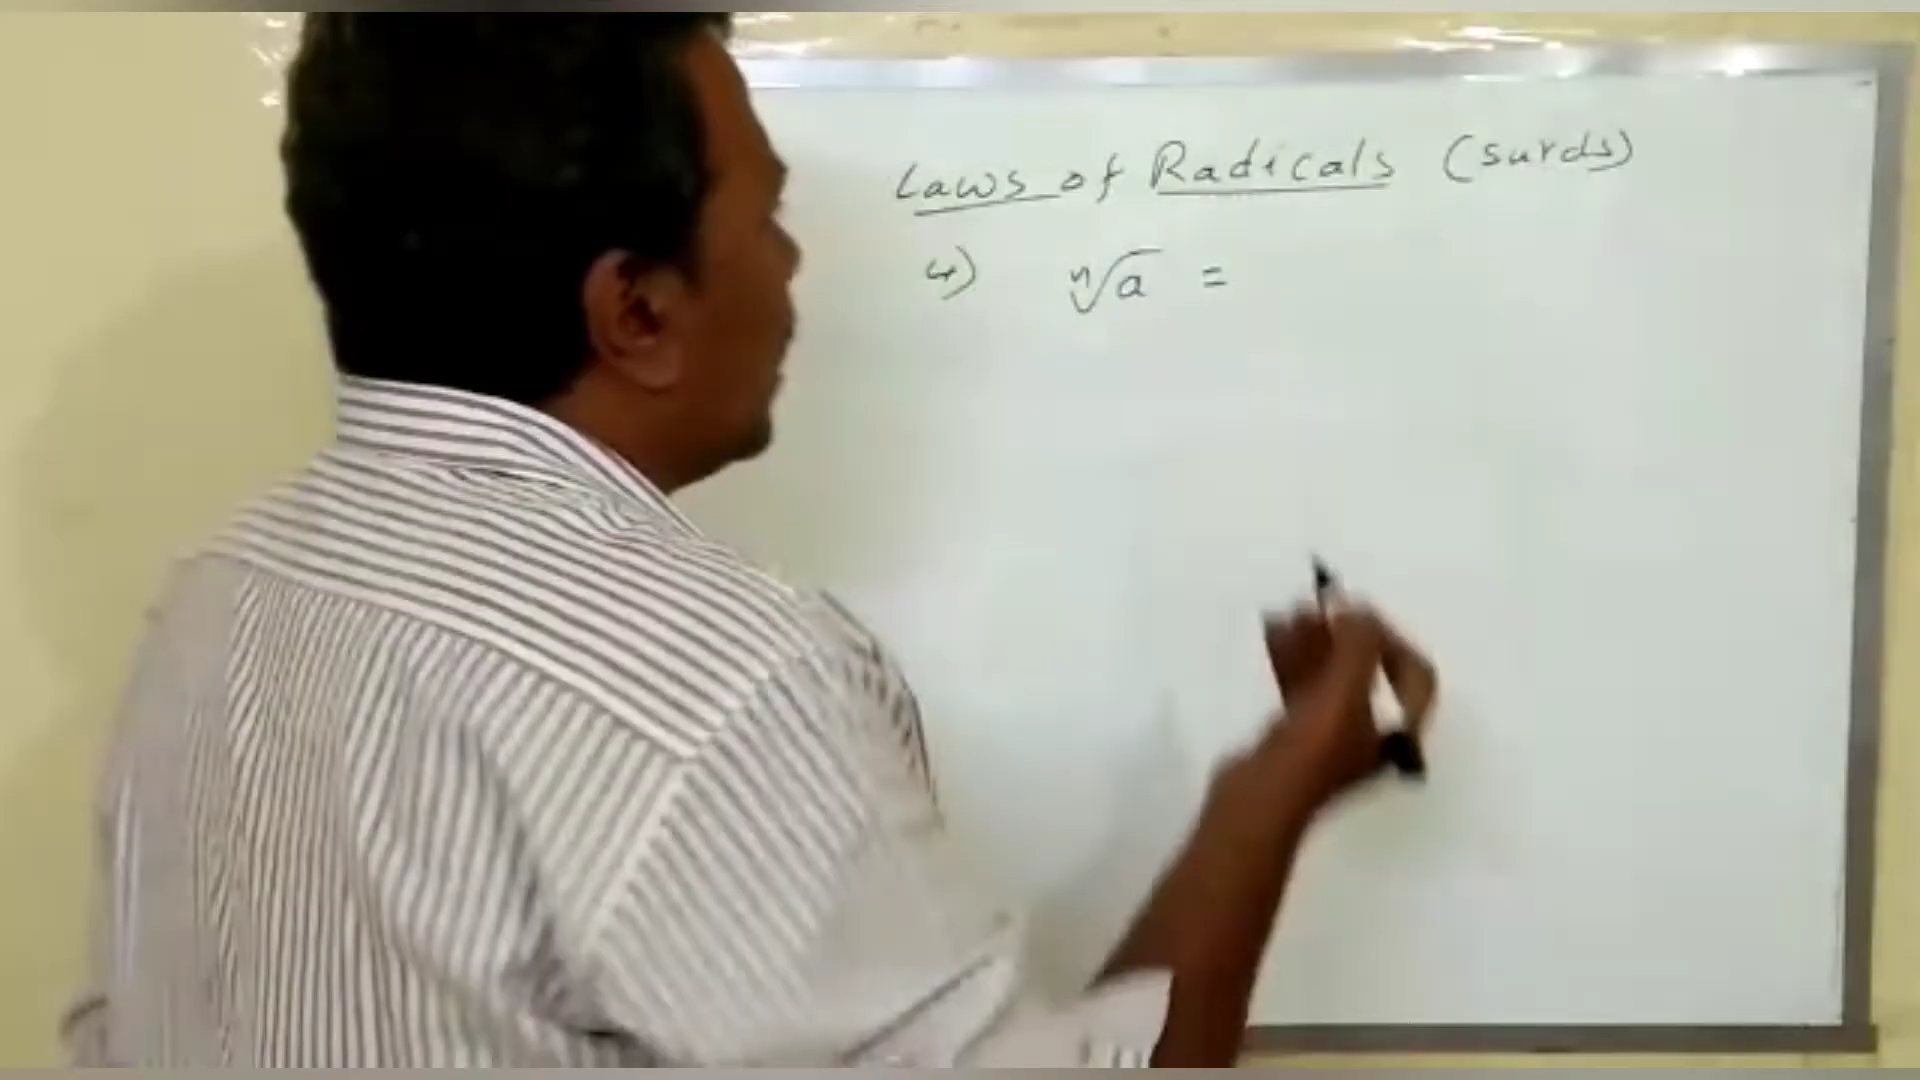 Laws of Radicals (surds)
4) ⁿ√a =